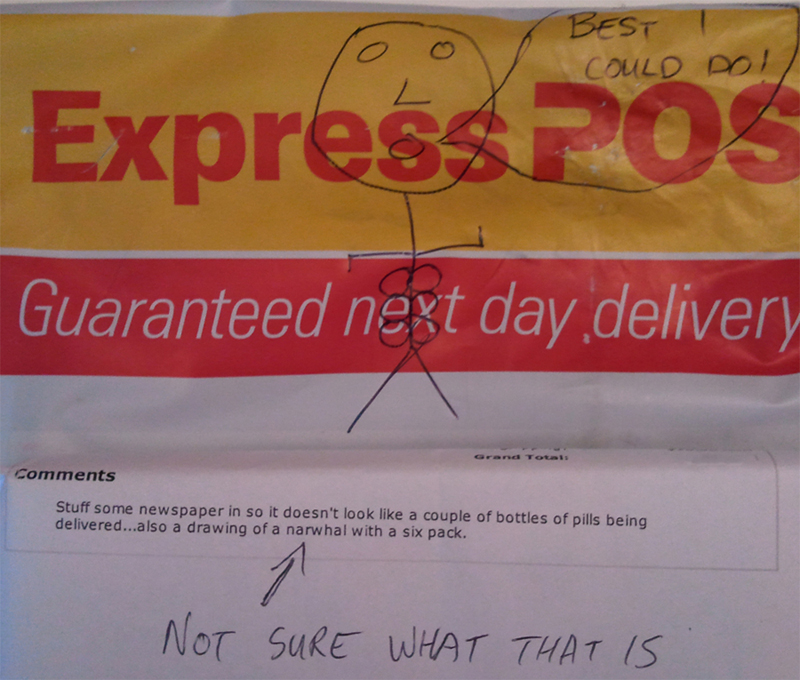 BEST I
COULD DO!
Express POS
Guaranteed next day delivery
Grand Total:
Comments
Stuff some newspaper in so it doesn't look like a couple of bottles of pills being
delivered...also a drawing of a narwhal with a six pack.
NOT SURE WHAT THAT IS